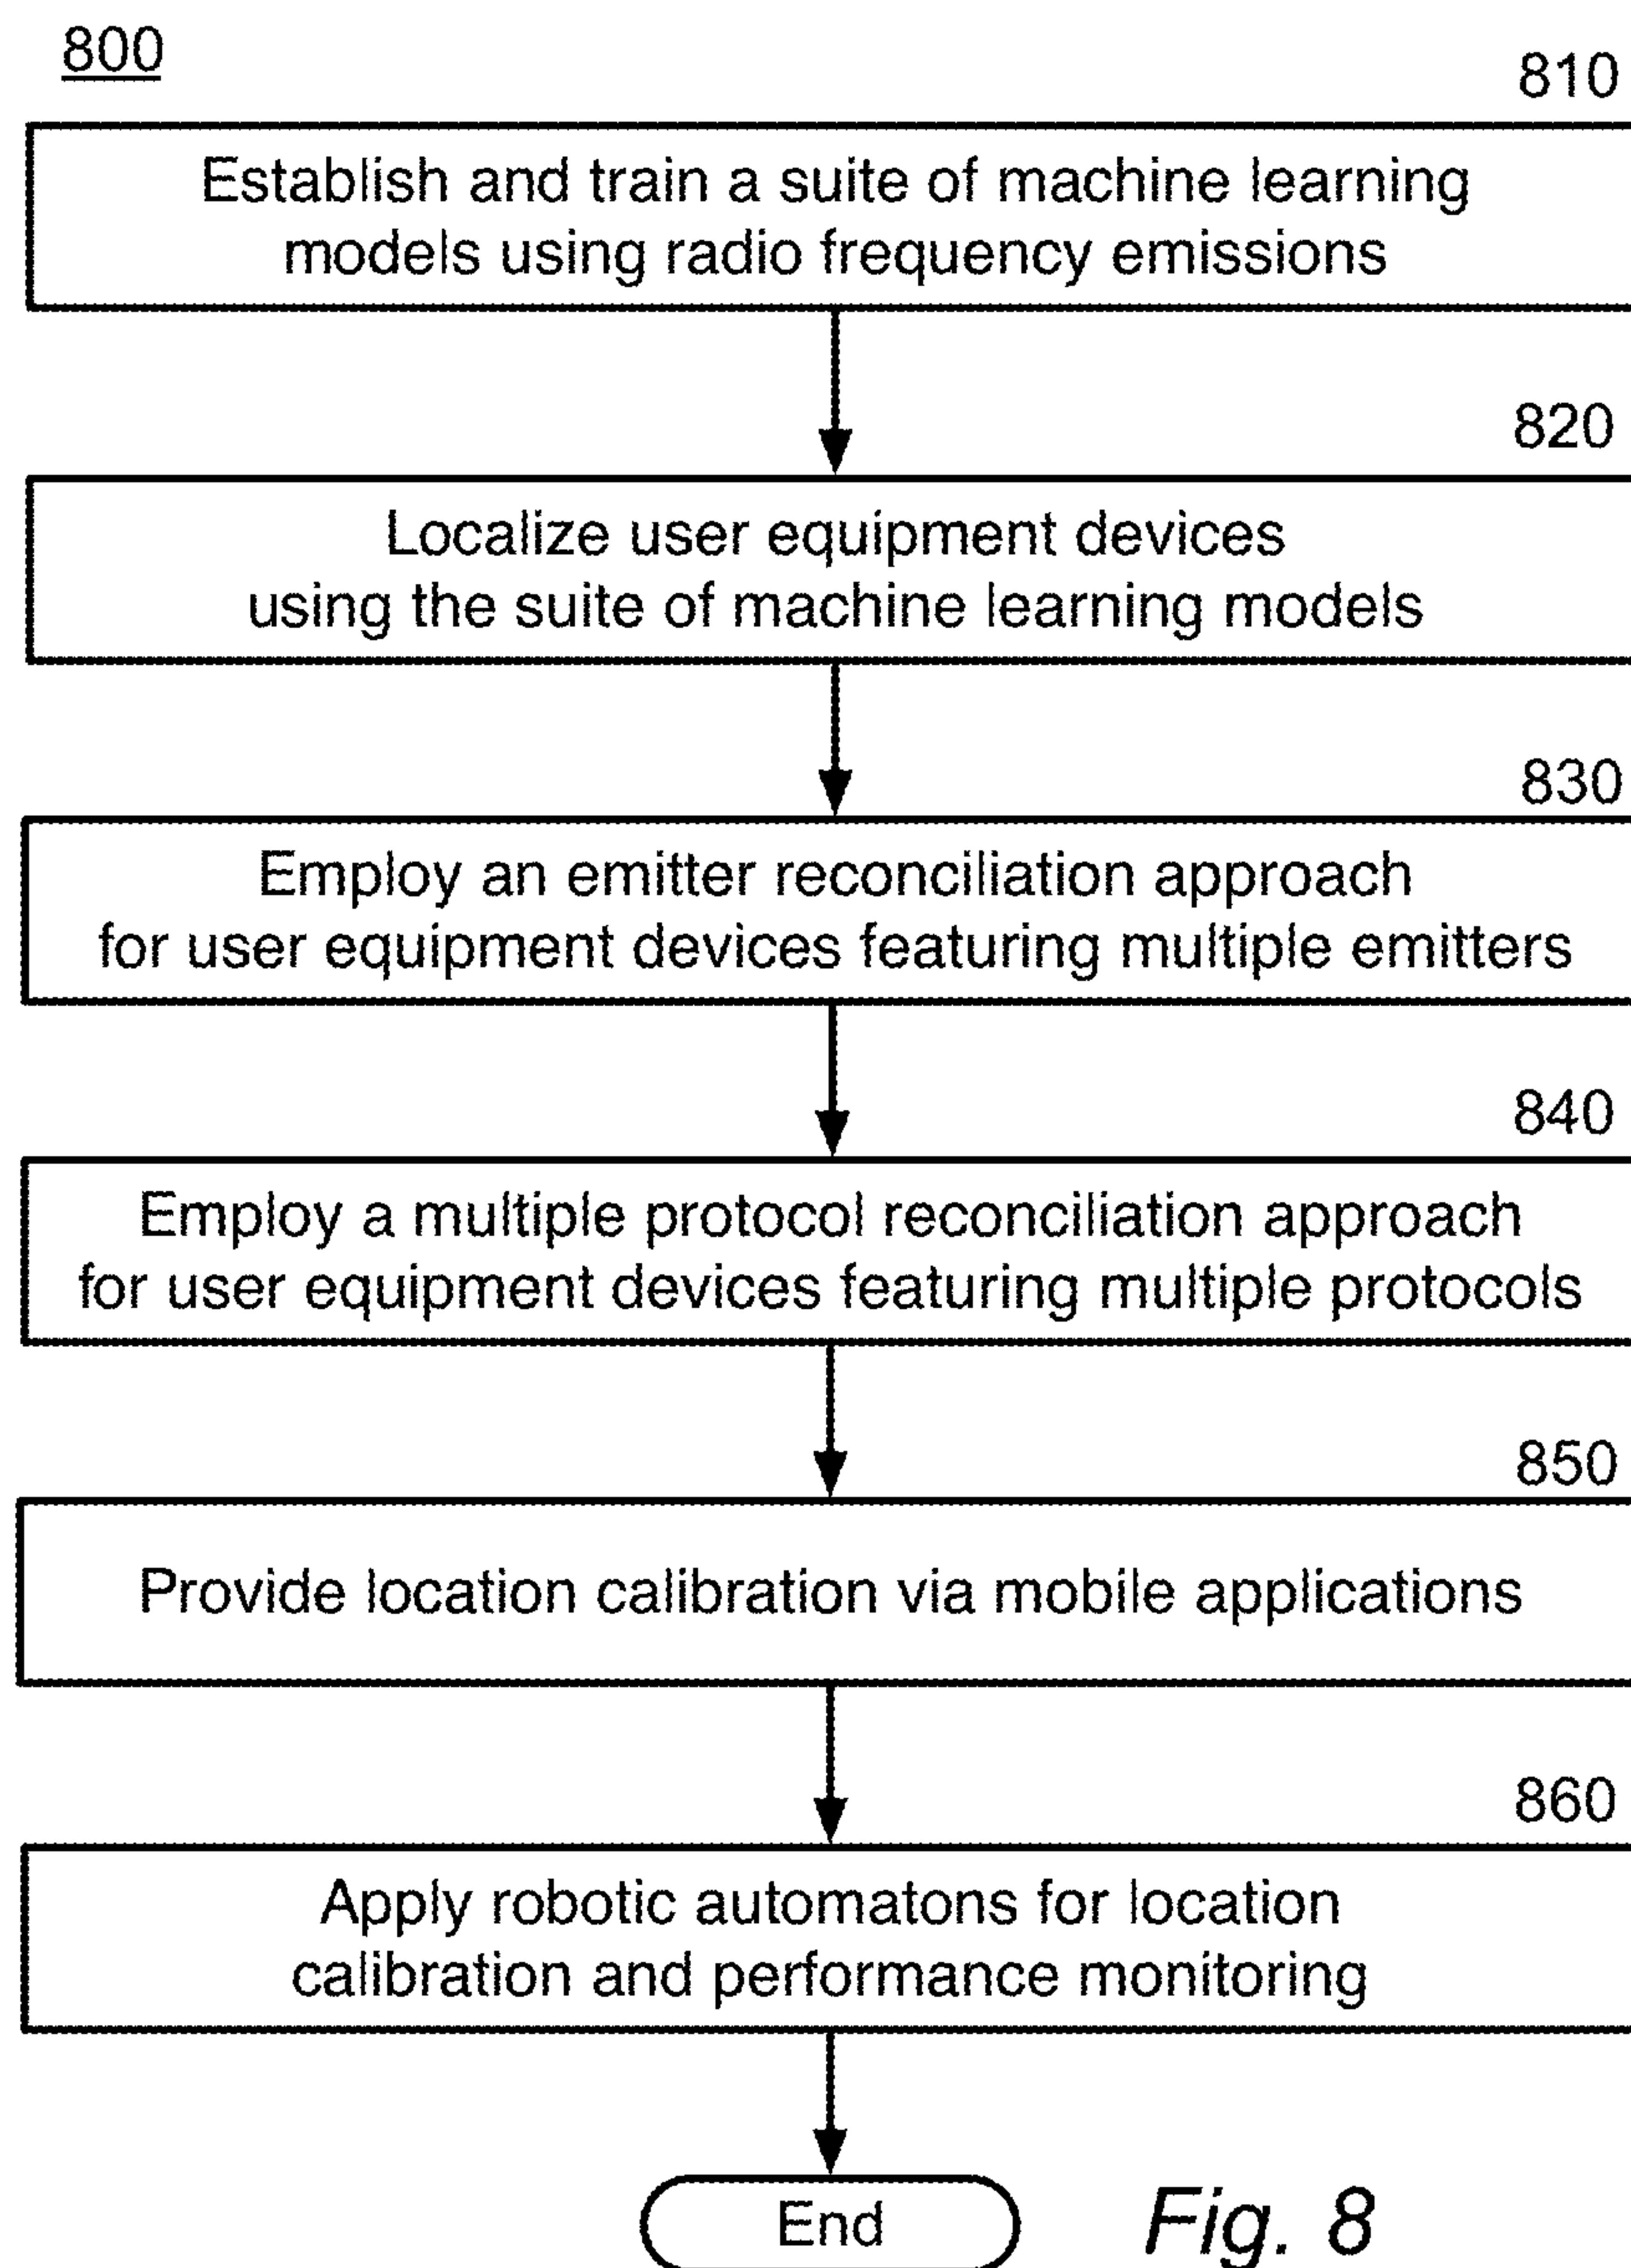 800
810
Establish and train a suite of machine learning
models using radio frequency emissions
820
Localize user equipment devices
using the suite of machine learning models
830
Employ an emitter reconciliation approach
for user equipment devices featuring multiple emitters
840
Employ a multiple protocol reconciliation approach
for user equipment devices featuring multiple protocols
850
Provide location calibration via mobile applications
860
Apply robotic automatons for location
calibration and performance monitoring
End
Fig. 8